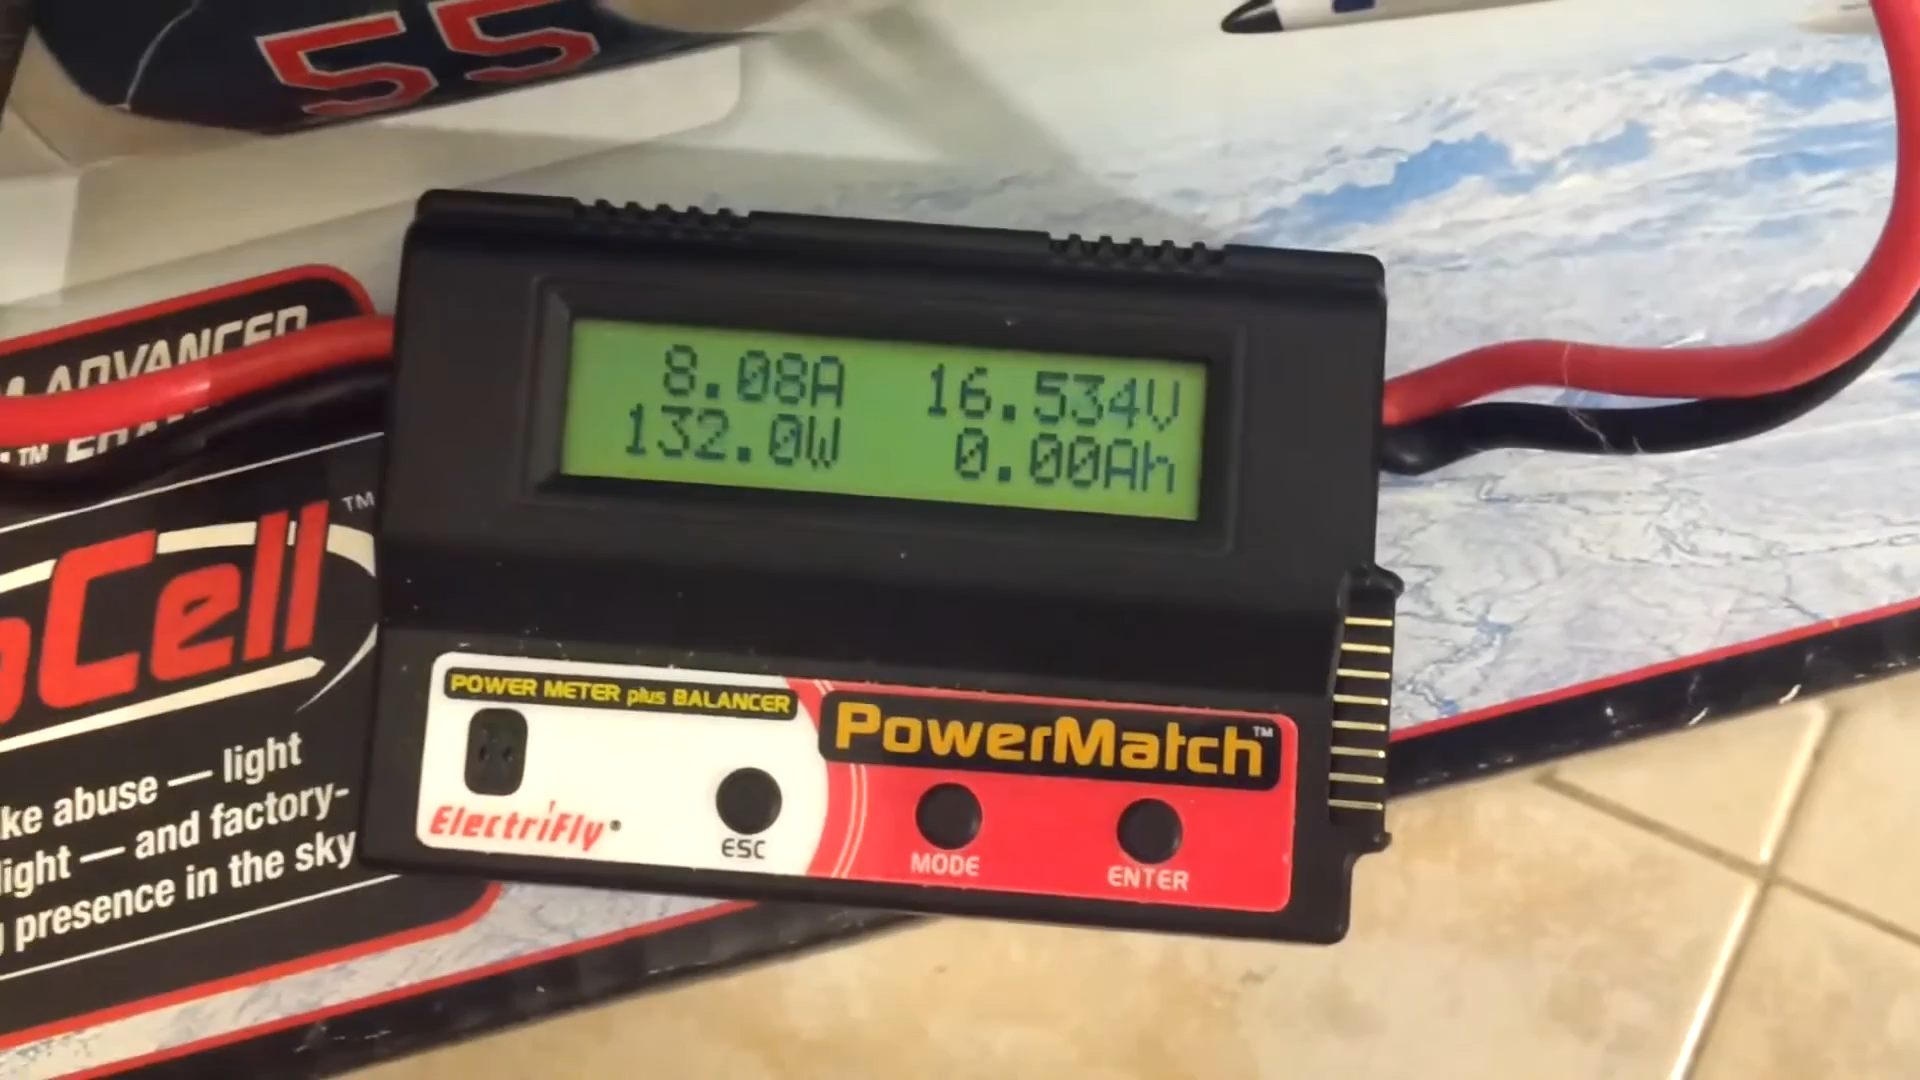 55
ADVANCED
™
Cell™
ke abuse — light
light — and factory-
presence in the sky
8.08A 16.534V
132.0W 0.00Ah
POWER METER plus BALANCER
PowerMatch™
ElectriFly®
ESC
MODE
ENTER